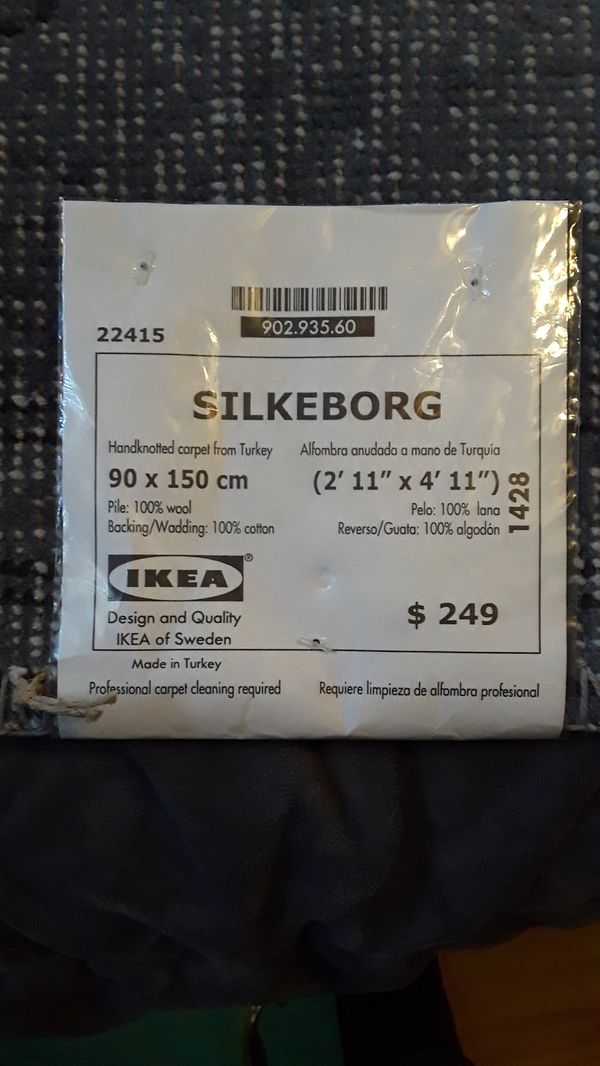 902.935.60
22415
SILKEBORG
Handknotted carpet from Turkey
Alfombra anudada a mano de Turquía
90 x 150 cm
(2' 11" x 4' 11")
Pile: 100% wool
Pelo: 100% lana
Backing/Wadding: 100% cotton
Reverso/Guata: 100% algodón
1428
IKEA®
Design and Quality
IKEA of Sweden
$ 249
Made in Turkey
Professional carpet cleaning required
Requiere limpieza de alfombra profesional